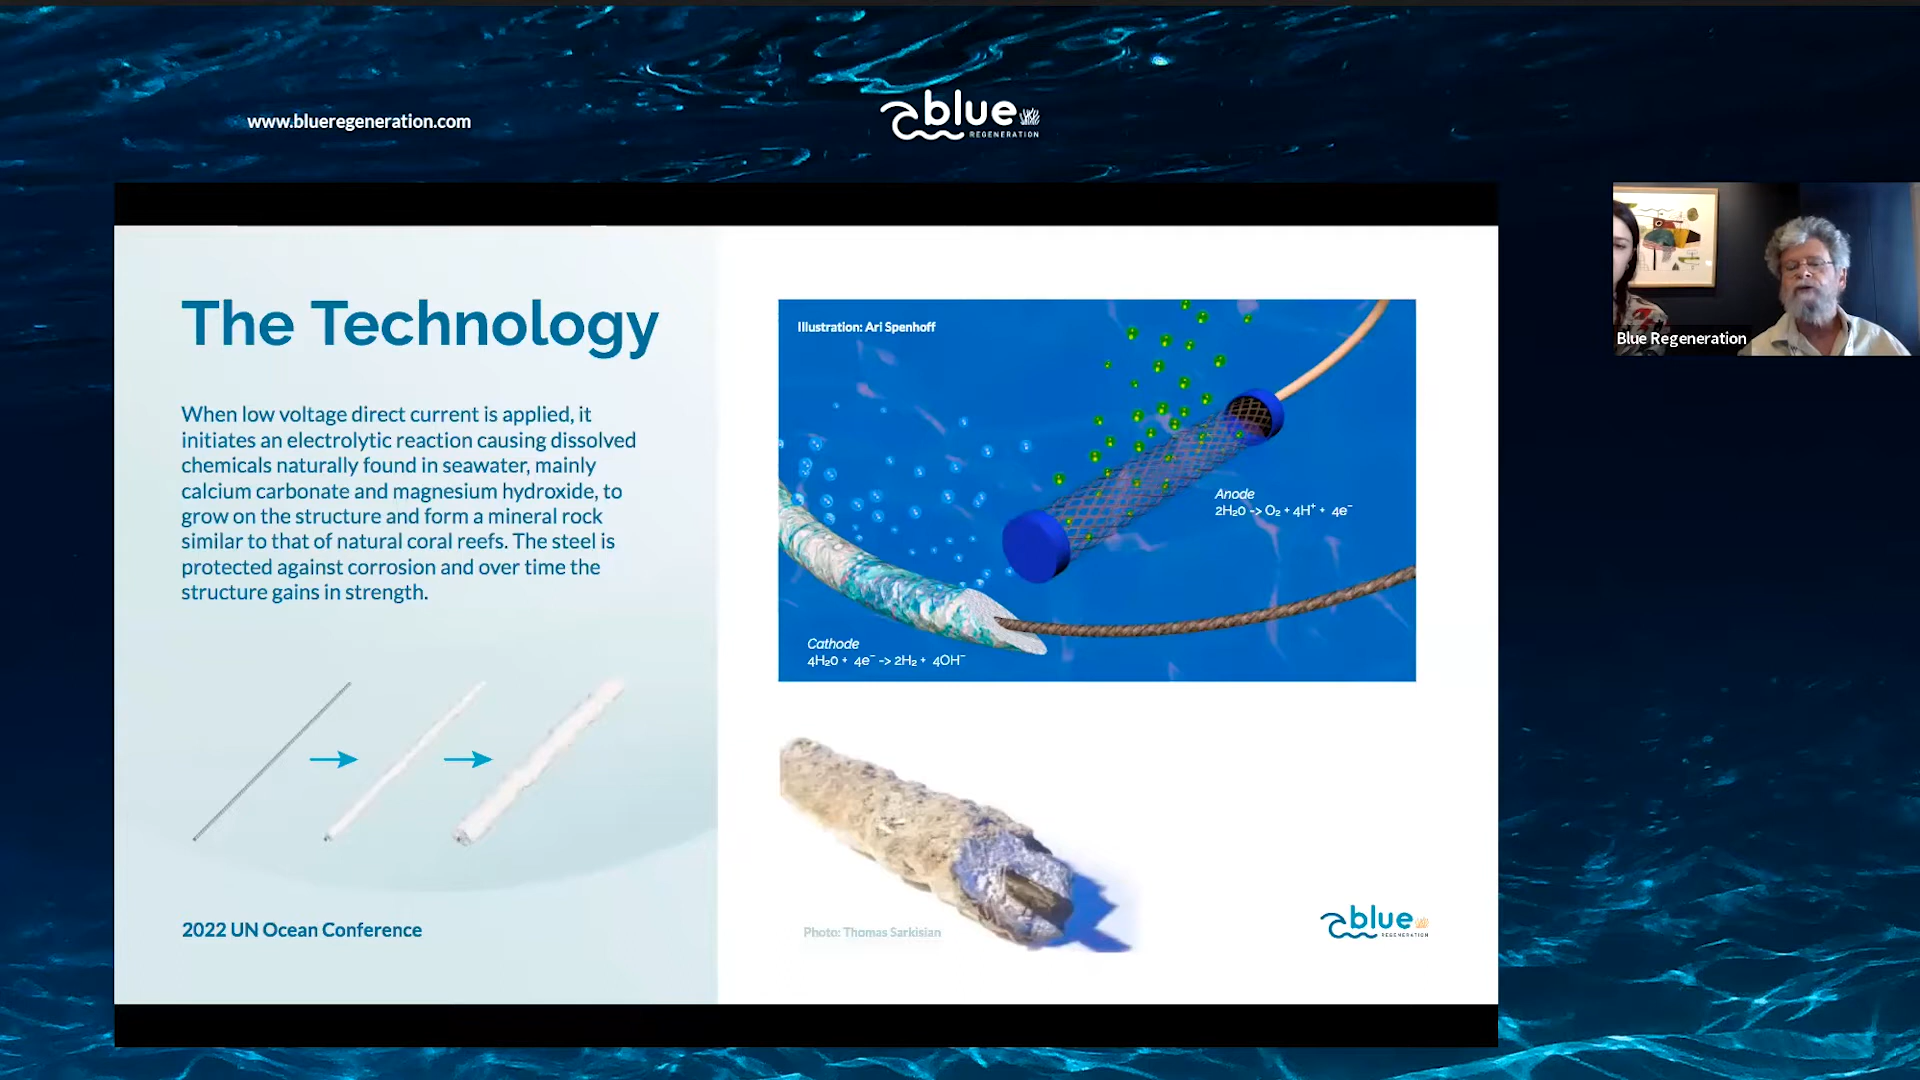 www.blueregeneration.com
blue
REGENERATION
The Technology
When low voltage direct current is applied, it
initiates an electrolytic reaction causing dissolved
chemicals naturally found in seawater, mainly
calcium carbonate and magnesium hydroxide, to
grow on the structure and form a mineral rock
similar to that of natural coral reefs. The steel is
protected against corrosion and over time the
structure gains in strength.
2022 UN Ocean Conference
Illustration: Ari Spenhoff
Anode
2H₂0 -> O₂ + 4H⁺ + 4e⁻
Cathode
4H₂0 + 4e⁻ -> 2H₂ + 4OH⁻
Photo: Thomas Sarkisian
blue
REGENERATION
Blue Regeneration